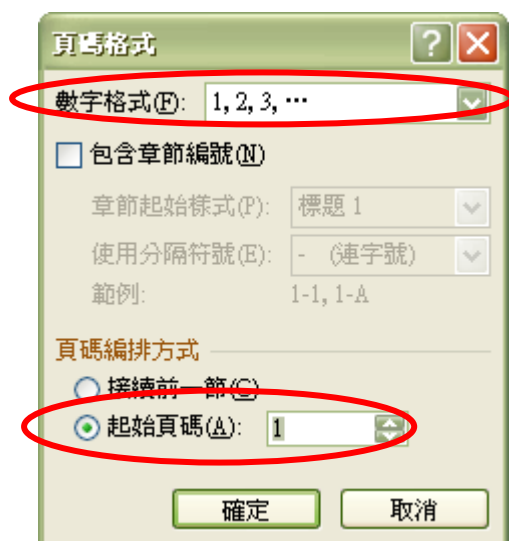 頁碼格式
數字格式(F): 1, 2, 3, …
包含章節編號(N)
章節起始樣式(P): 標題 1
使用分隔符號(E): - (連字號)
範例: 1-1, 1-A
頁碼編排方式
接續前一節(C)
起始頁碼(A): 1
確定 取消